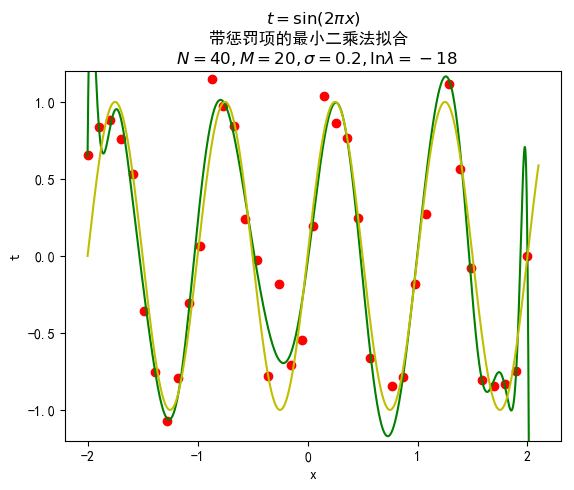 t = sin(2πx)
带惩罚项的最小二乘法拟合
N = 40, M = 20, σ = 0.2, lnλ = −18
1.0
0.5
0.0
−0.5
−1.0
t
−2
−1
0
1
2
x